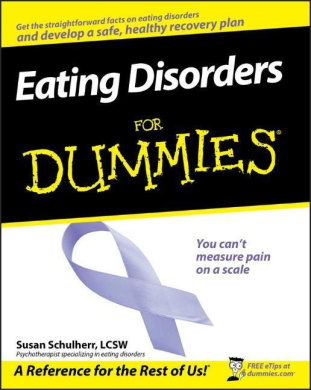 Get the straightforward facts on eating disorders
and develop a safe, healthy recovery plan
Eating Disorders
FOR
DUMMIES®
You can't
measure pain
on a scale
Susan Schulherr, LCSW
Psychotherapist specializing in eating disorders
A Reference for the Rest of Us!®
FREE eTips at
dummies.com®